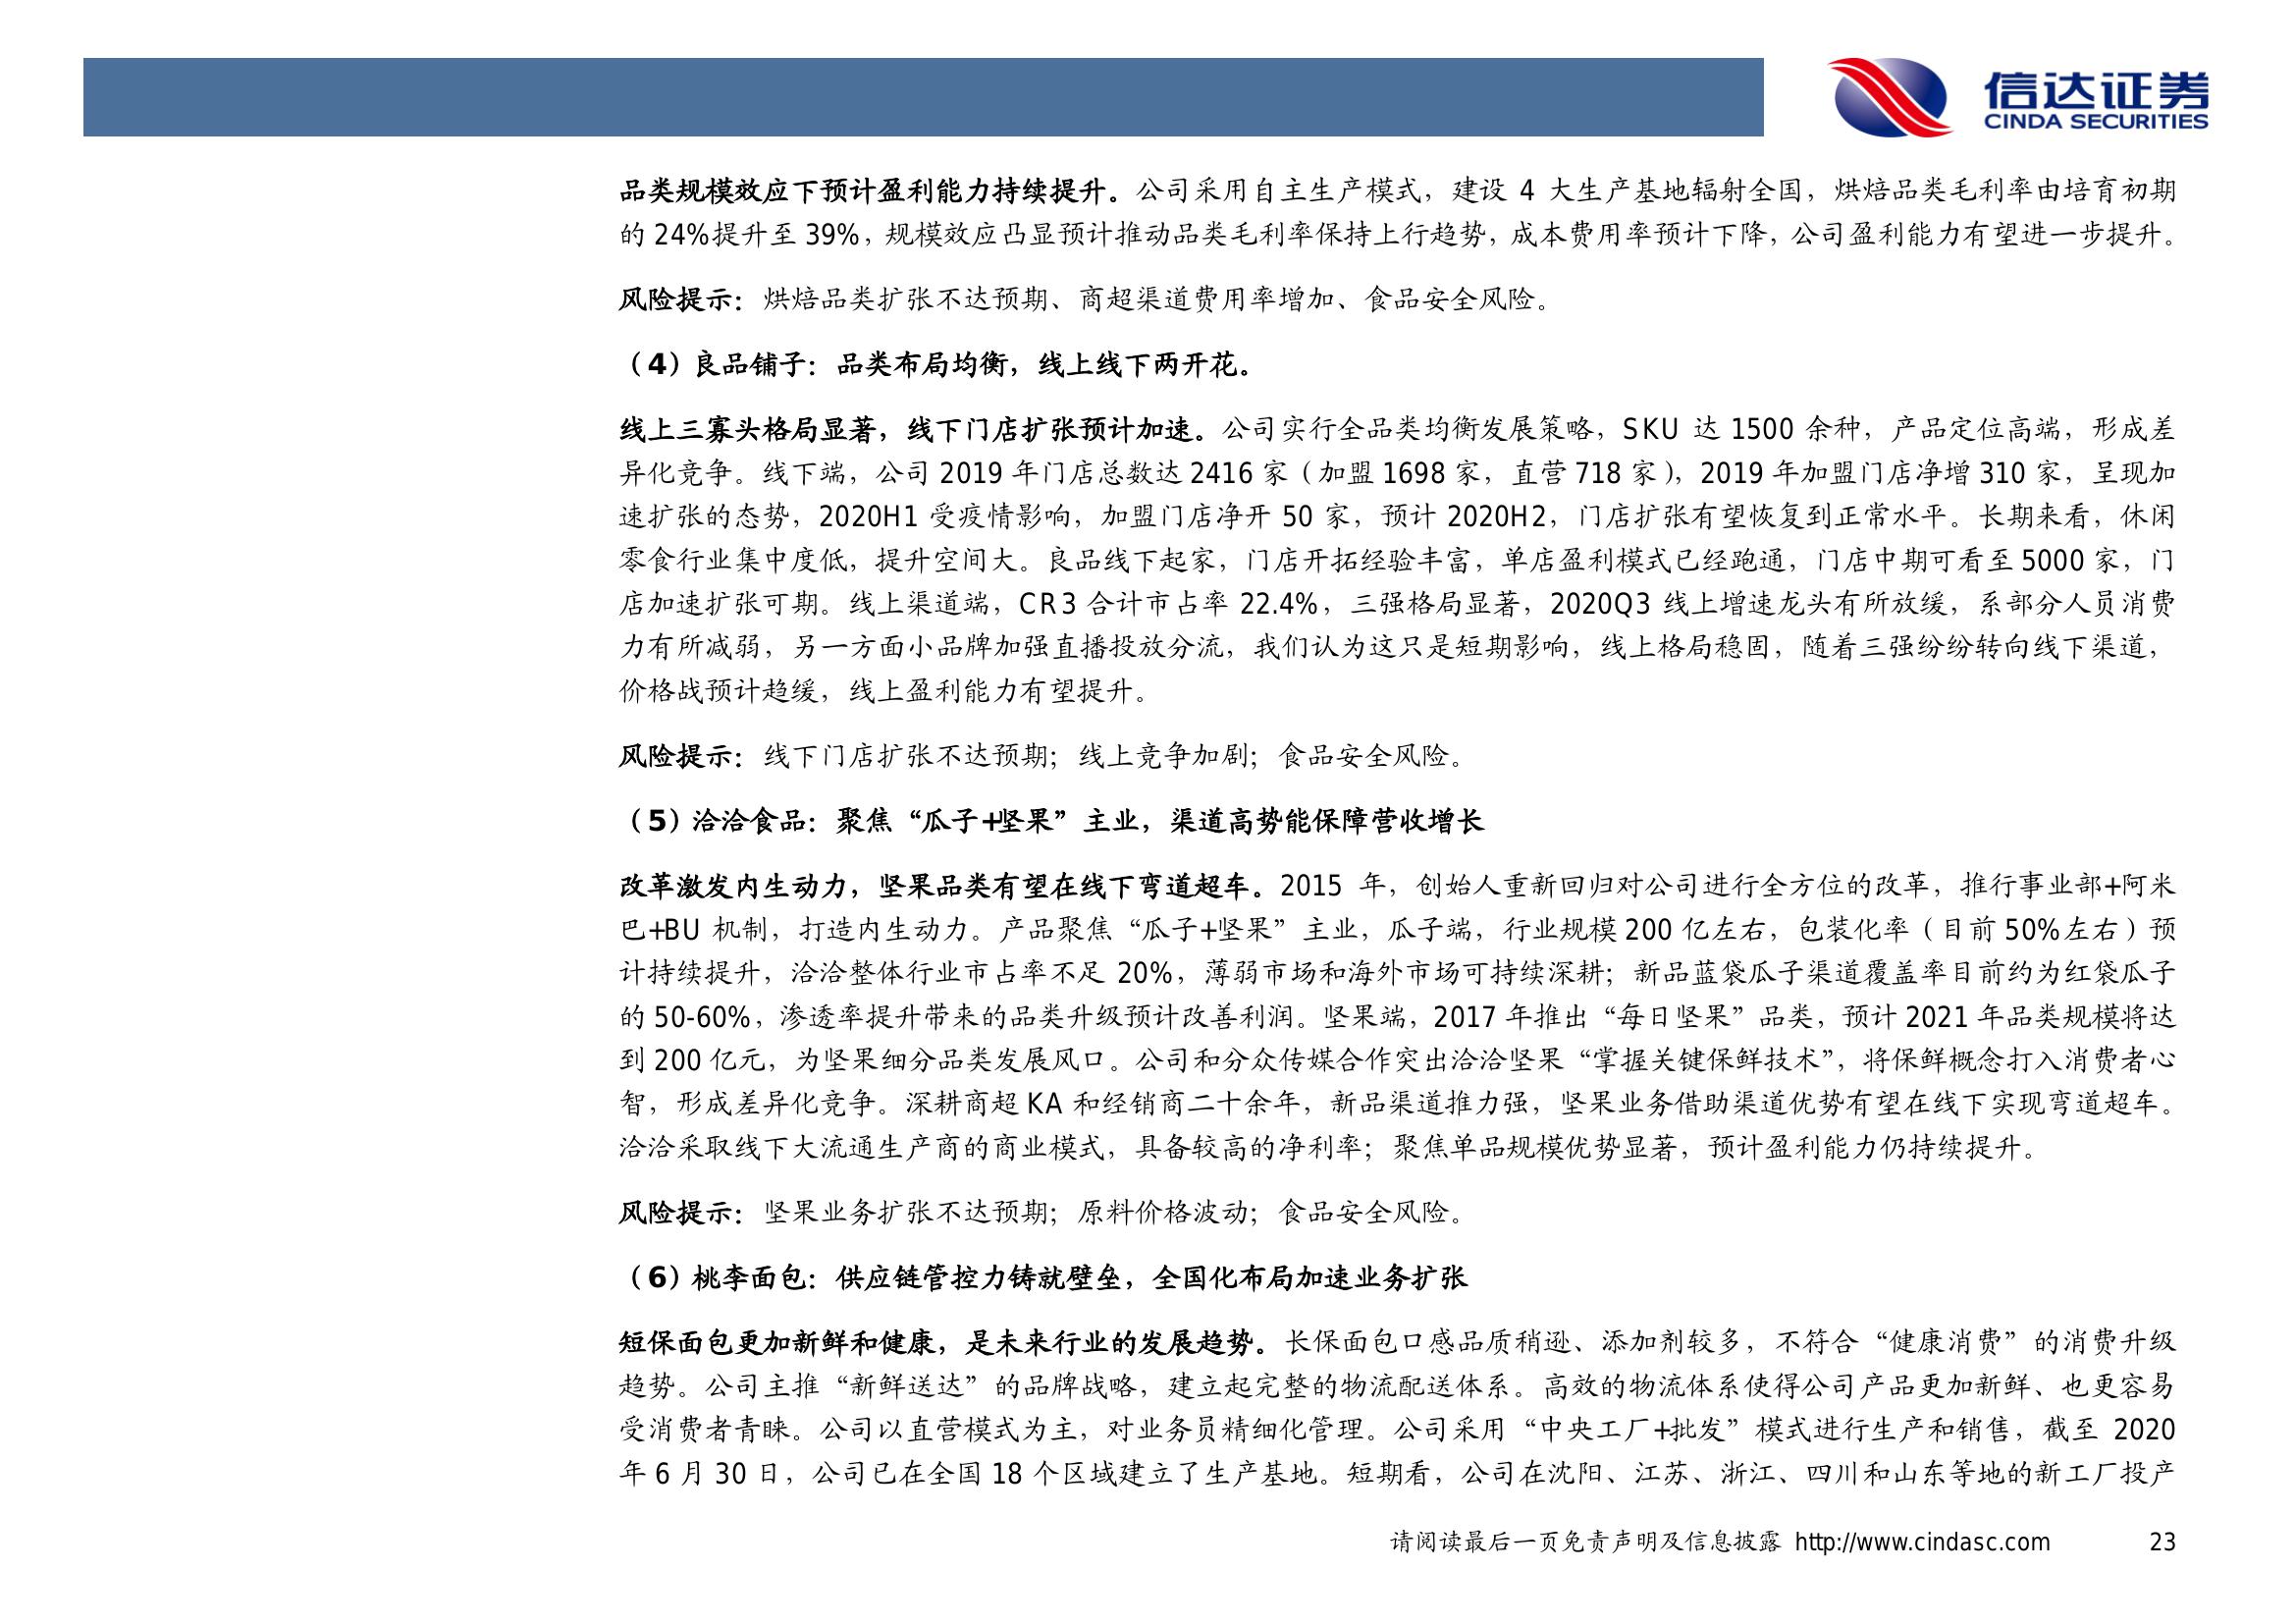 信达证券
CINDA SECURITIES
品类规模效应下预计盈利能力持续提升。公司采用自主生产模式，建设 4 大生产基地辐射全国，烘焙品类毛利率由培育初期
的 24%提升至 39%，规模效应凸显预计推动品类毛利率保持上行趋势，成本费用率预计下降，公司盈利能力有望进一步提升。
风险提示：烘焙品类扩张不达预期、商超渠道费用率增加、食品安全风险。
（4）良品铺子：品类布局均衡，线上线下两开花。
线上三寡头格局显著，线下门店扩张预计加速。公司实行全品类均衡发展策略，SKU 达 1500 余种，产品定位高端，形成差
异化竞争。线下端，公司 2019 年门店总数达 2416 家（加盟 1698 家，直营 718 家），2019 年加盟门店净增 310 家，呈现加
速扩张的态势，2020H1 受疫情影响，加盟门店净开 50 家，预计 2020H2，门店扩张有望恢复到正常水平。长期来看，休闲
零食行业集中度低，提升空间大。良品线下起家，门店开拓经验丰富，单店盈利模式已经跑通，门店中期可看至 5000 家，门
店加速扩张可期。线上渠道端，CR3 合计市占率 22.4%，三强格局显著，2020Q3 线上增速龙头有所放缓，系部分人员消费
力有所减弱，另一方面小品牌加强直播投放分流，我们认为这只是短期影响，线上格局稳固，随着三强纷纷转向线下渠道，
价格战预计趋缓，线上盈利能力有望提升。
风险提示：线下门店扩张不达预期；线上竞争加剧；食品安全风险。
（5）洽洽食品：聚焦“瓜子+坚果”主业，渠道高势能保障营收增长
改革激发内生动力，坚果品类有望在线下弯道超车。2015 年，创始人重新回归对公司进行全方位的改革，推行事业部+阿米
巴+BU 机制，打造内生动力。产品聚焦“瓜子+坚果”主业，瓜子端，行业规模 200 亿左右，包装化率（目前 50%左右）预
计持续提升，洽洽整体行业市占率不足 20%，薄弱市场和海外市场可持续深耕；新品蓝袋瓜子渠道覆盖率目前约为红袋瓜子
的 50-60%，渗透率提升带来的品类升级预计改善利润。坚果端，2017 年推出“每日坚果”品类，预计 2021 年品类规模将达
到 200 亿元，为坚果细分品类发展风口。公司和分众传媒合作突出洽洽坚果“掌握关键保鲜技术”，将保鲜概念打入消费者心
智，形成差异化竞争。深耕商超 KA 和经销商二十余年，新品渠道推力强，坚果业务借助渠道优势有望在线下实现弯道超车。
洽洽采取线下大流通生产商的商业模式，具备较高的净利率；聚焦单品规模优势显著，预计盈利能力仍持续提升。
风险提示：坚果业务扩张不达预期；原料价格波动；食品安全风险。
（6）桃李面包：供应链管控力铸就壁垒，全国化布局加速业务扩张
短保面包更加新鲜和健康，是未来行业的发展趋势。长保面包口感品质稍逊、添加剂较多，不符合“健康消费”的消费升级
趋势。公司主推“新鲜送达”的品牌战略，建立起完整的物流配送体系。高效的物流体系使得公司产品更加新鲜、也更容易
受消费者青睐。公司以直营模式为主，对业务员精细化管理。公司采用“中央工厂+批发”模式进行生产和销售，截至 2020
年 6 月 30 日，公司已在全国 18 个区域建立了生产基地。短期看，公司在沈阳、江苏、浙江、四川和山东等地的新工厂投产
请阅读最后一页免责声明及信息披露 http://www.cindasc.com 23